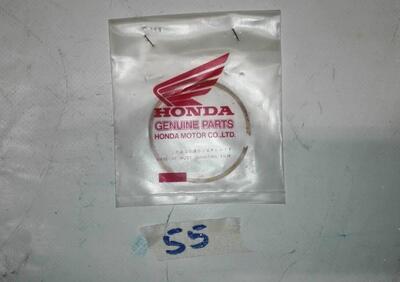 HONDA
GENUINE PARTS
HONDA MOTOR CO.,LTD.
55